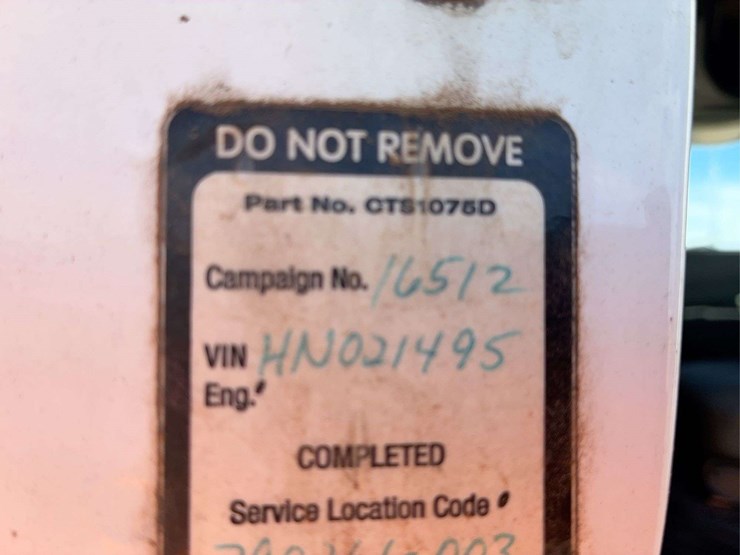 DO NOT REMOVE
Part No. CTS1075D
Campaign No. 16512
VIN HN021495
Eng.#
COMPLETED
Service Location Code #